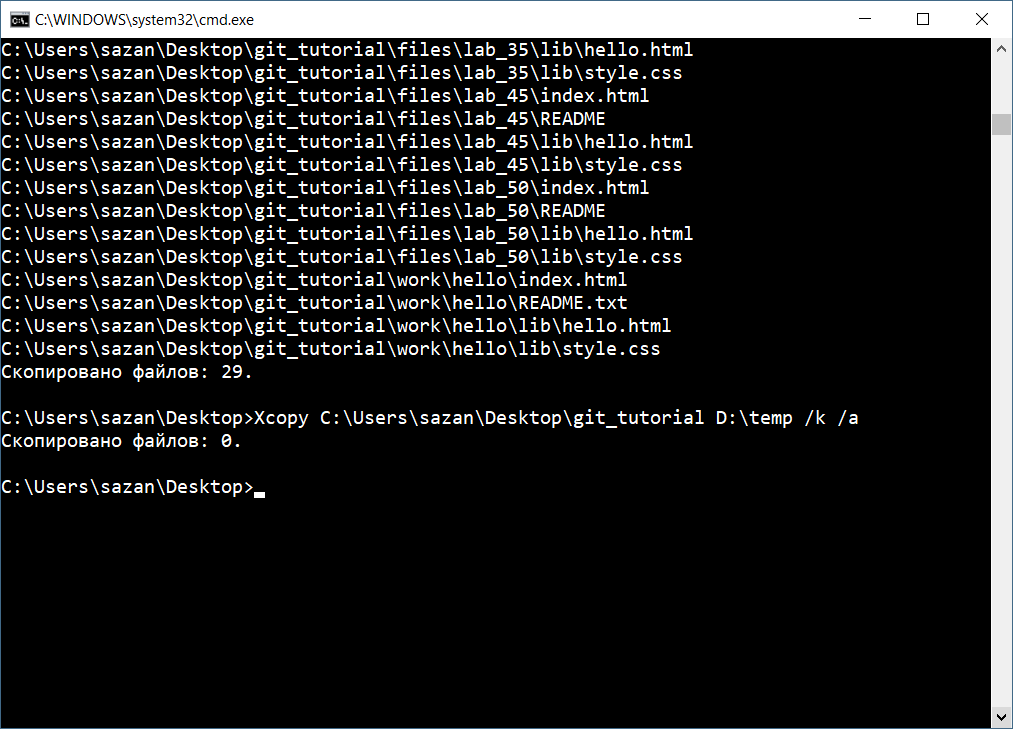 C:\WINDOWS\system32\cmd.exe
C:\Users\sazan\Desktop\git_tutorial\files\lab_35\lib\hello.html
C:\Users\sazan\Desktop\git_tutorial\files\lab_35\lib\style.css
C:\Users\sazan\Desktop\git_tutorial\files\lab_45\index.html
C:\Users\sazan\Desktop\git_tutorial\files\lab_45\README
C:\Users\sazan\Desktop\git_tutorial\files\lab_45\lib\hello.html
C:\Users\sazan\Desktop\git_tutorial\files\lab_45\lib\style.css
C:\Users\sazan\Desktop\git_tutorial\files\lab_50\index.html
C:\Users\sazan\Desktop\git_tutorial\files\lab_50\README
C:\Users\sazan\Desktop\git_tutorial\files\lab_50\lib\hello.html
C:\Users\sazan\Desktop\git_tutorial\files\lab_50\lib\style.css
C:\Users\sazan\Desktop\git_tutorial\work\hello\index.html
C:\Users\sazan\Desktop\git_tutorial\work\hello\README.txt
C:\Users\sazan\Desktop\git_tutorial\work\hello\lib\hello.html
C:\Users\sazan\Desktop\git_tutorial\work\hello\lib\style.css
Скопировано файлов: 29.
C:\Users\sazan\Desktop>Xcopy C:\Users\sazan\Desktop\git_tutorial D:\temp /k /a
Скопировано файлов: 0.
C:\Users\sazan\Desktop>